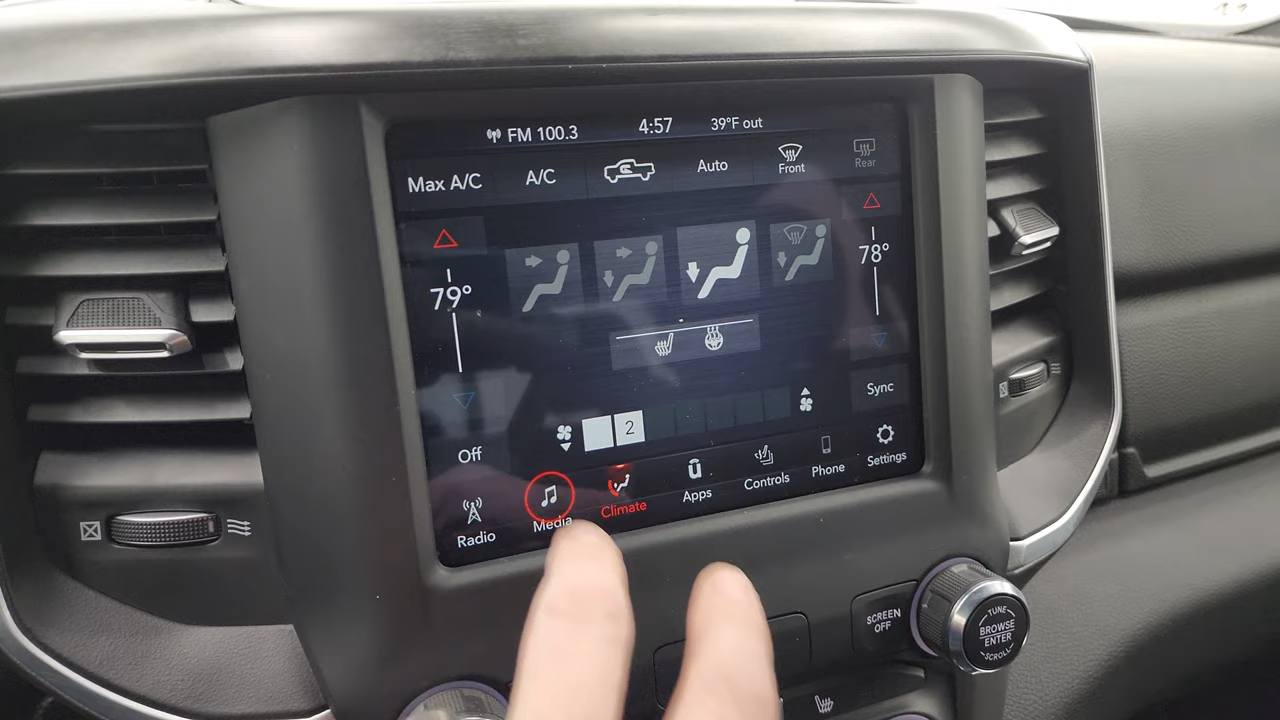 FM 100.3 4:57 39°F out
Max A/C A/C Auto Front Rear
79° 78°
Sync
Off 2
Radio Media Climate Apps Controls Phone Settings
SCREEN OFF
TUNE
BROWSE
ENTER
SCROLL